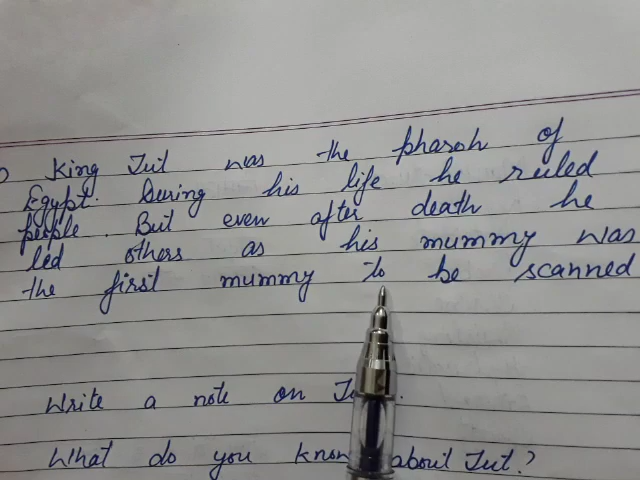 King Tut was the pharoh of
Egypt. During his life he ruled
people. But even after death he
led others as his mummy was
the first mummy to be scanned
Write a note on
What do you know about Tut?